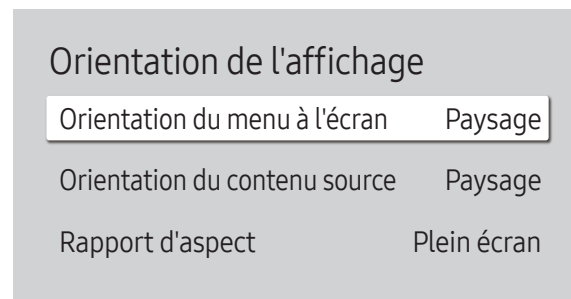 Orientation de l'affichage
Orientation du menu à l'écran Paysage
Orientation du contenu source Paysage
Rapport d'aspect Plein écran